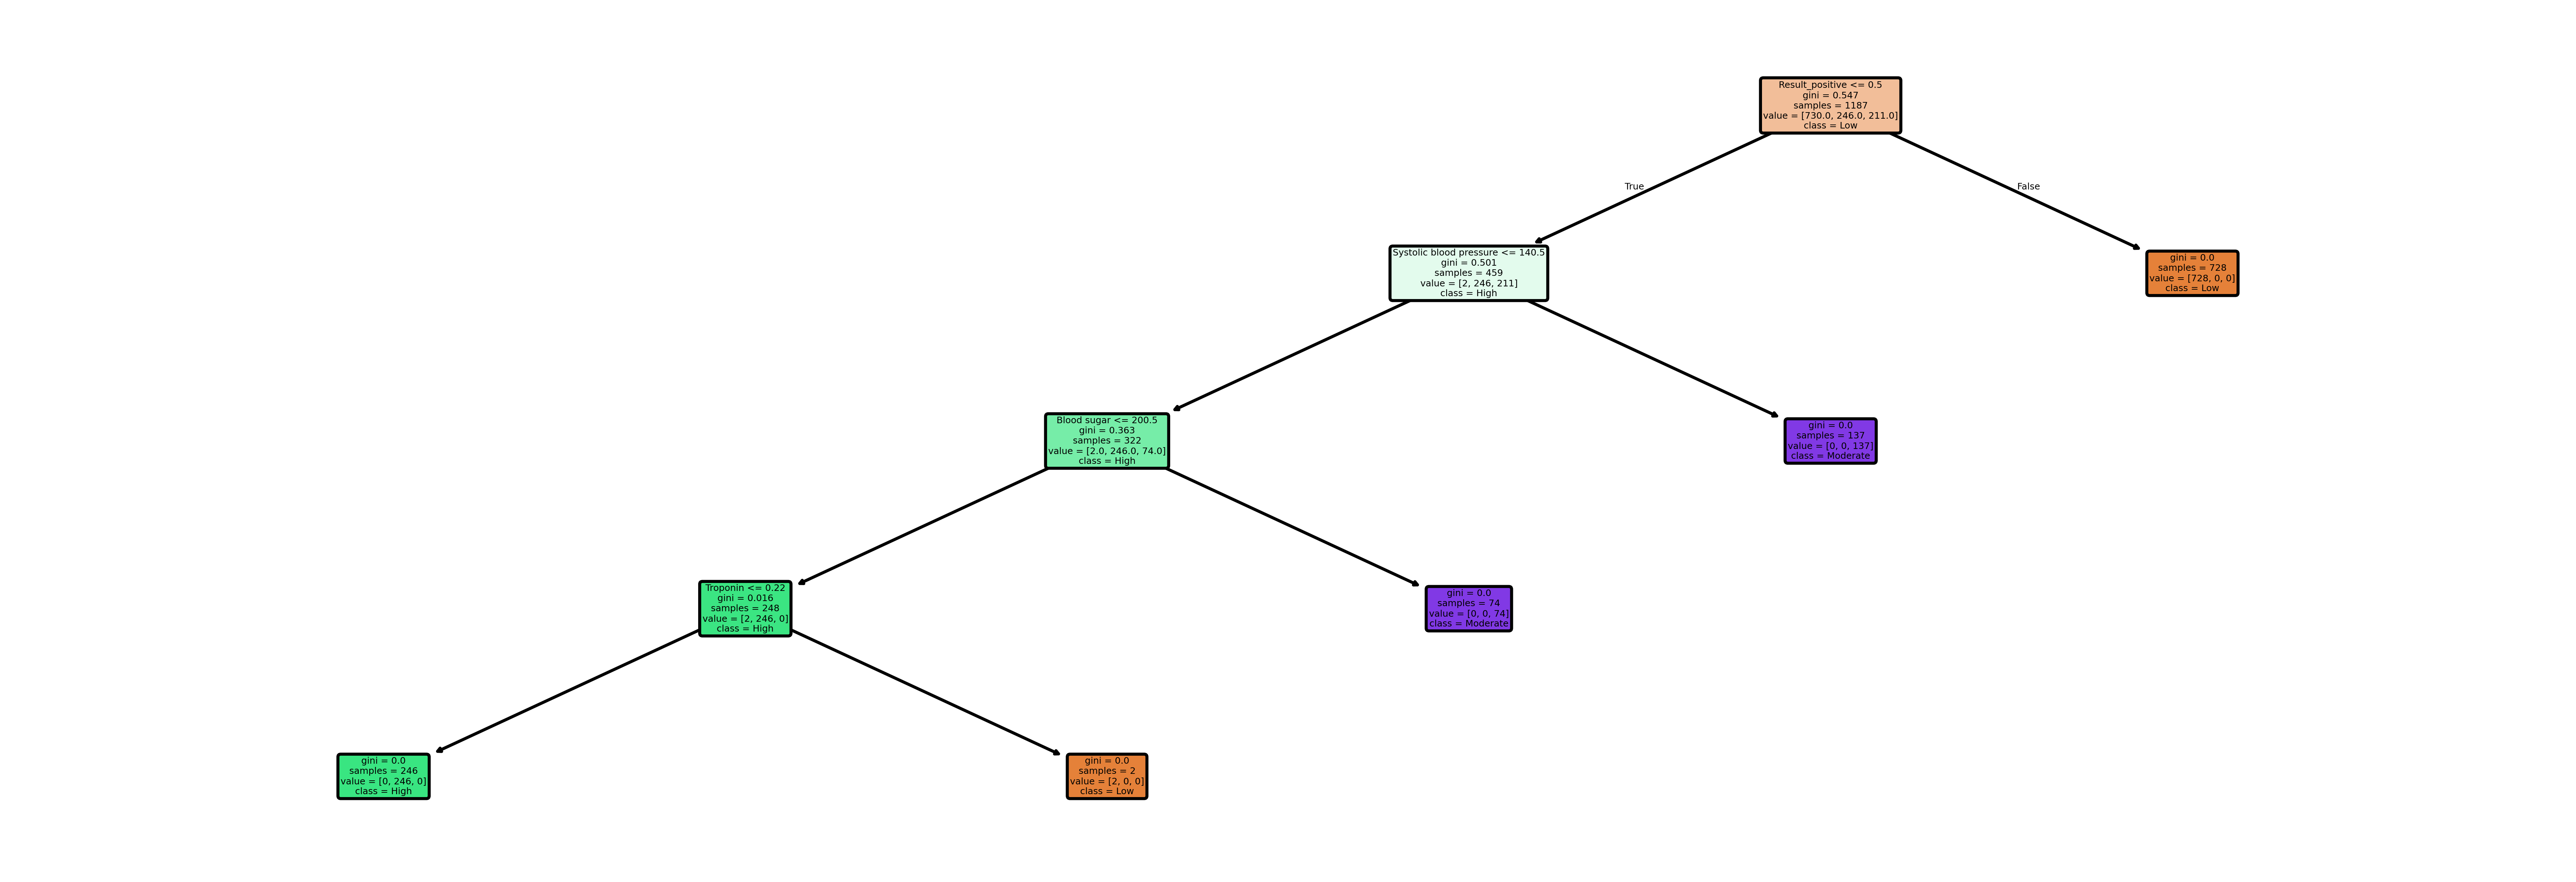 Result_positive <= 0.5
gini = 0.547
samples = 1187
value = [730.0, 246.0, 211.0]
class = Low
True
False
Systolic blood pressure <= 140.5
gini = 0.501
samples = 459
value = [2, 246, 211]
class = High
gini = 0.0
samples = 728
value = [728, 0, 0]
class = Low
Blood sugar <= 200.5
gini = 0.363
samples = 322
value = [2.0, 246.0, 74.0]
class = High
gini = 0.0
samples = 137
value = [0, 0, 137]
class = Moderate
Troponin <= 0.22
gini = 0.016
samples = 248
value = [2, 246, 0]
class = High
gini = 0.0
samples = 74
value = [0, 0, 74]
class = Moderate
gini = 0.0
samples = 246
value = [0, 246, 0]
class = High
gini = 0.0
samples = 2
value = [2, 0, 0]
class = Low